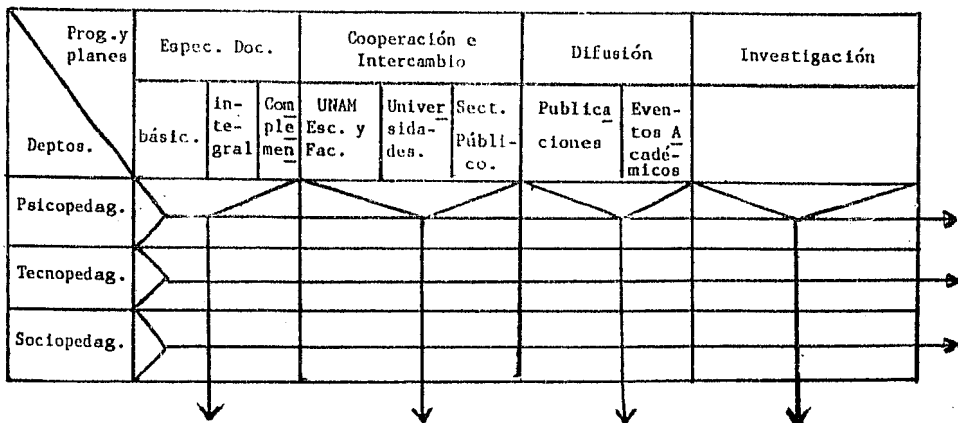 Prog.y
planes
Deptos.
Espec. Doc.
Cooperación e
Intercambio
Difusión
Investigación
básic.
in-
te-
gral
Com
ple
men
UNAM
Esc. y
Fac.
Univer
sida-
des.
Sect.
Públi-
co.
Publica
ciones
Even-
tos A
cadé-
micos
Psicopedag.
Tecnopedag.
Sociopedag.